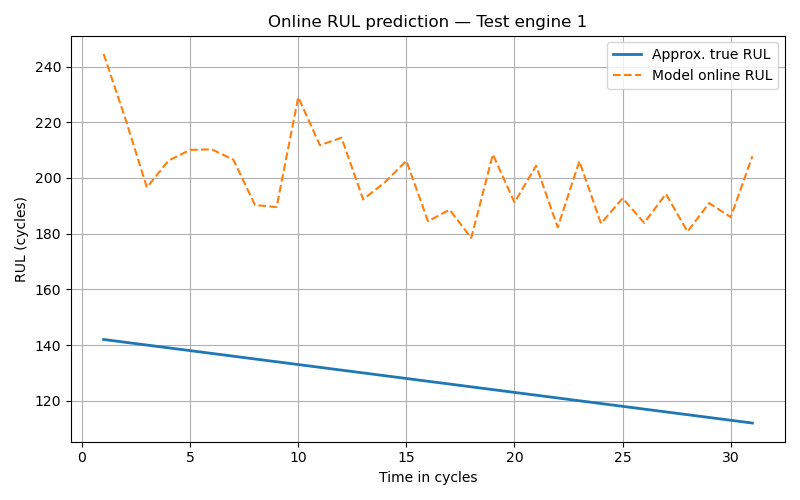 Online RUL prediction — Test engine 1
Approx. true RUL
Model online RUL
RUL (cycles)
240
220
200
180
160
140
120
0 5 10 15 20 25 30
Time in cycles